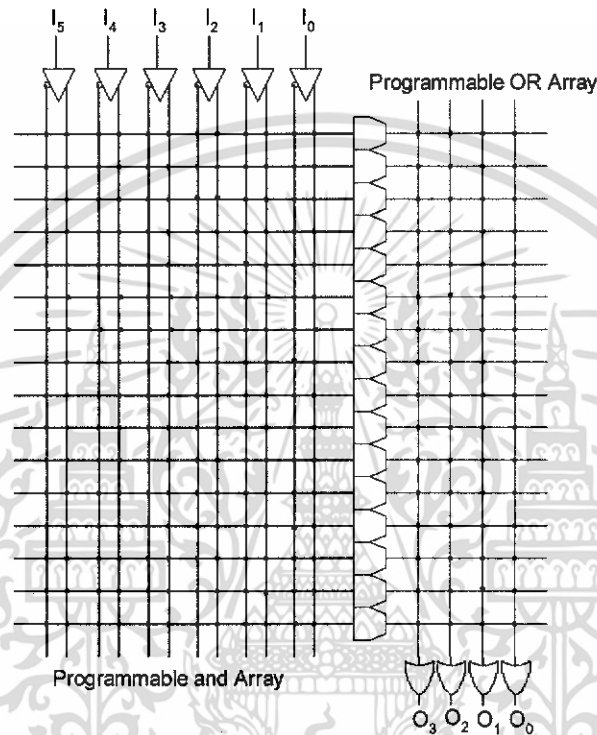 I₅ I₄ I₃ I₂ I₁ I₀
Programmable OR Array
Programmable and Array
O₃ O₂ O₁ O₀